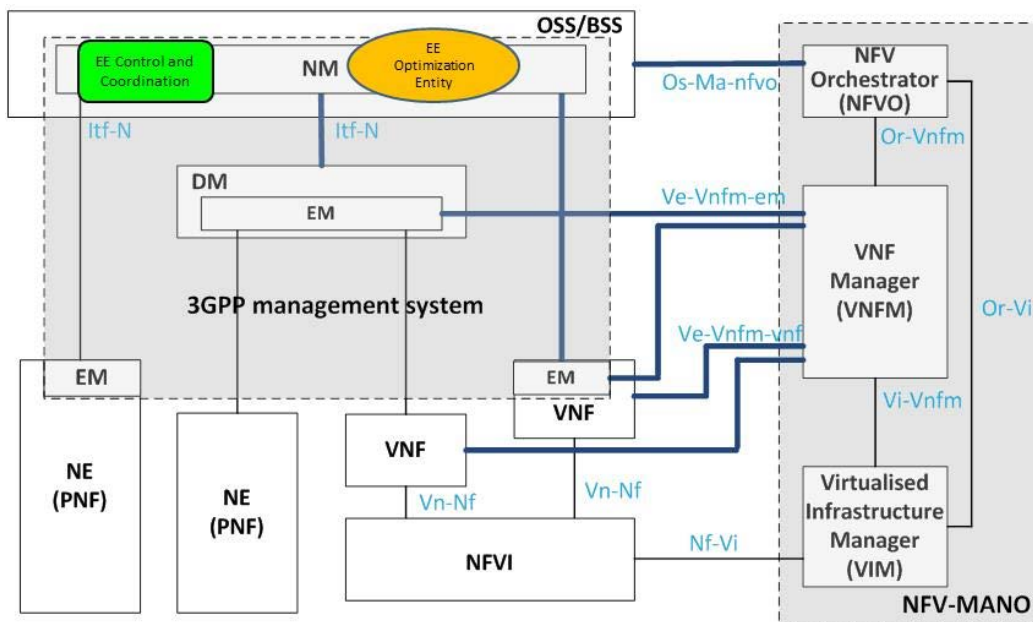 OSS/BSS
EE Control and
Coordination
NM
EE
Optimization
Entity
NFV
Orchestrator
(NFVO)
Os-Ma-nfvo
Itf-N
Itf-N
Or-Vnfm
DM
EM
Ve-Vnfm-em
VNF
Manager
(VNFM)
3GPP management system
Or-Vi
Ve-Vnfm-vnf
EM
EM
VNF
Vi-Vnfm
NE
(PNF)
NE
(PNF)
VNF
Vn-Nf
Vn-Nf
Virtualised
Infrastructure
Manager
(VIM)
NFVI
Nf-Vi
NFV-MANO